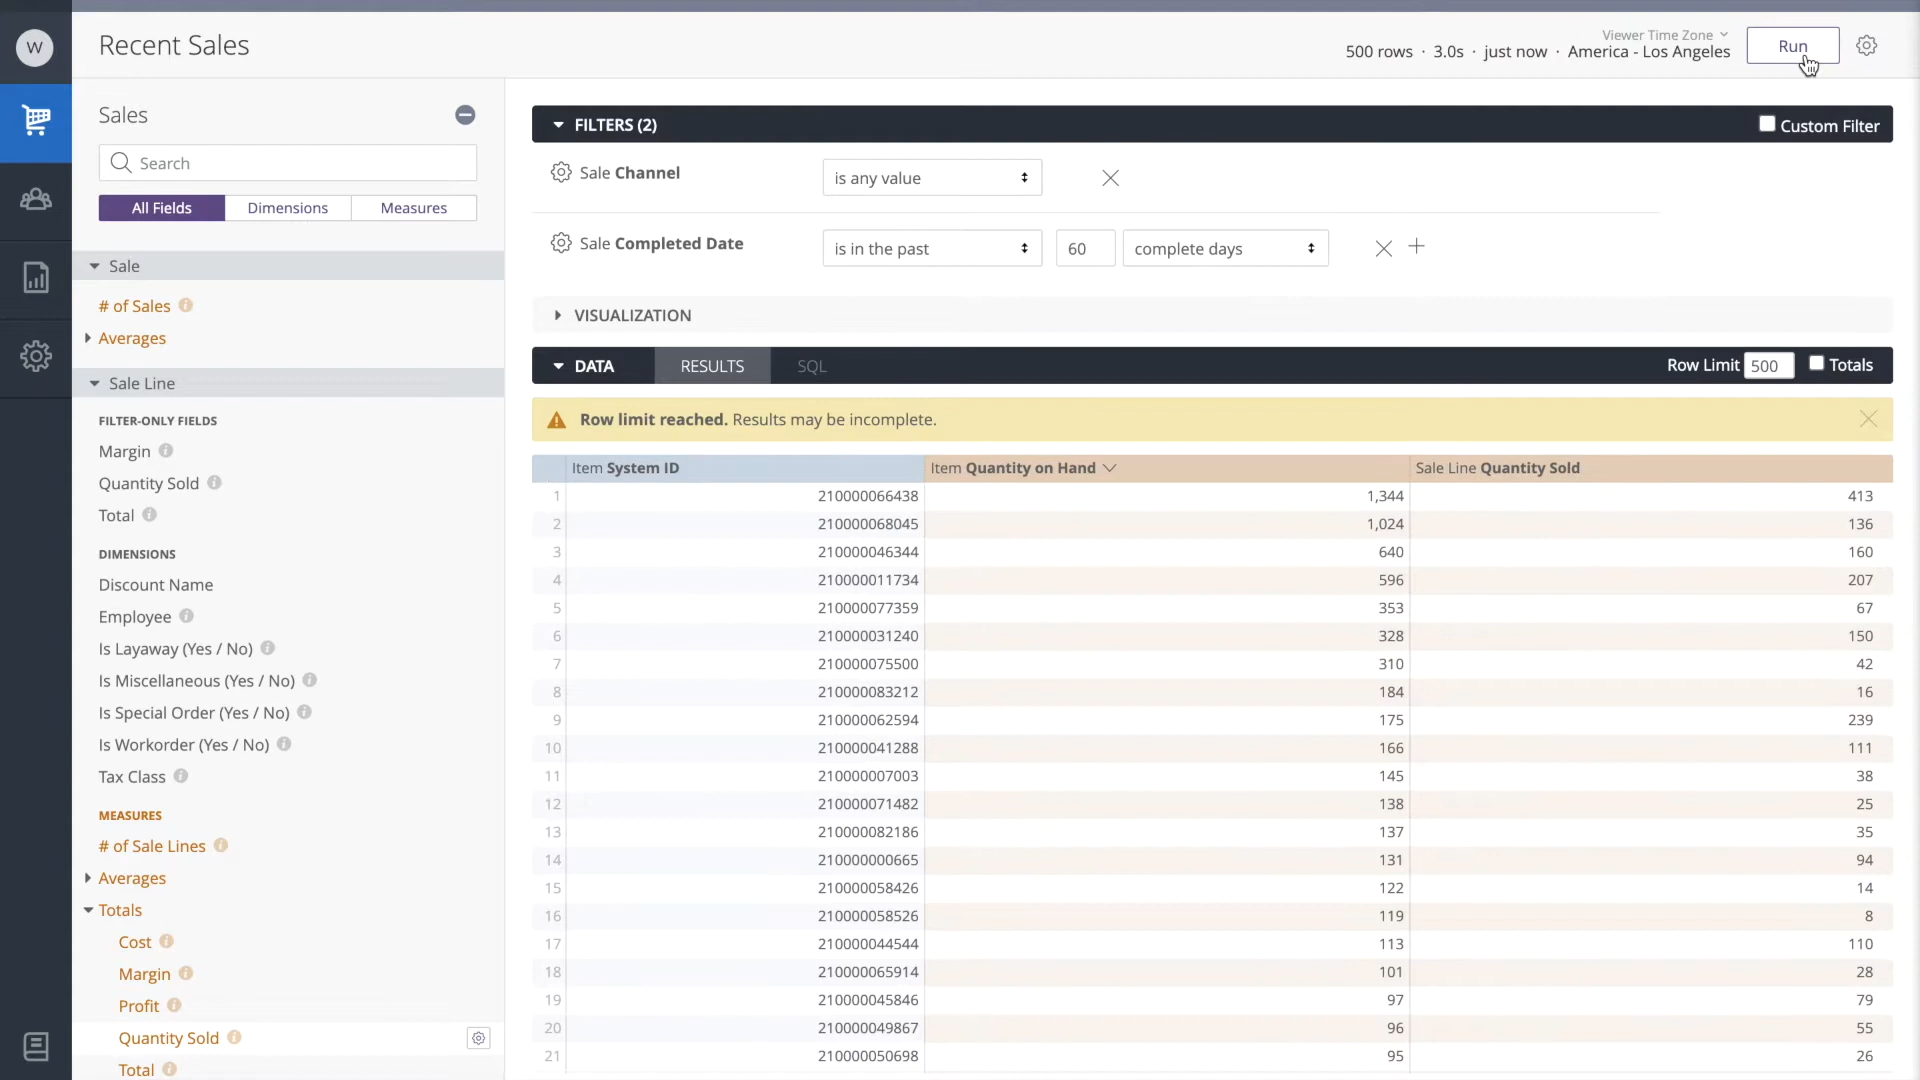 W
Recent Sales
Viewer Time Zone
500 rows · 3.0s · just now · America - Los Angeles
Run
Sales
Search
All Fields Dimensions Measures
Sale
# of Sales
Averages
Sale Line
FILTER-ONLY FIELDS
Margin
Quantity Sold
Total
DIMENSIONS
Discount Name
Employee
Is Layaway (Yes / No)
Is Miscellaneous (Yes / No)
Is Special Order (Yes / No)
Is Workorder (Yes / No)
Tax Class
MEASURES
# of Sale Lines
Averages
Totals
Cost
Margin
Profit
Quantity Sold
Total
FILTERS (2) Custom Filter
Sale Channel is any value
Sale Completed Date is in the past 60 complete days
VISUALIZATION
DATA RESULTS SQL Row Limit 500 Totals
Row limit reached. Results may be incomplete.
Item System ID Item Quantity on Hand Sale Line Quantity Sold
1 210000066438 1,344 413
2 210000068045 1,024 136
3 210000046344 640 160
4 210000011734 596 207
5 210000077359 353 67
6 210000031240 328 150
7 210000075500 310 42
8 210000083212 184 16
9 210000062594 175 239
10 210000041288 166 111
11 210000007003 145 38
12 210000071482 138 25
13 210000082186 137 35
14 210000000665 131 94
15 210000058426 122 14
16 210000058526 119 8
17 210000044544 113 110
18 210000065914 101 28
19 210000045846 97 79
20 210000049867 96 55
21 210000050698 95 26